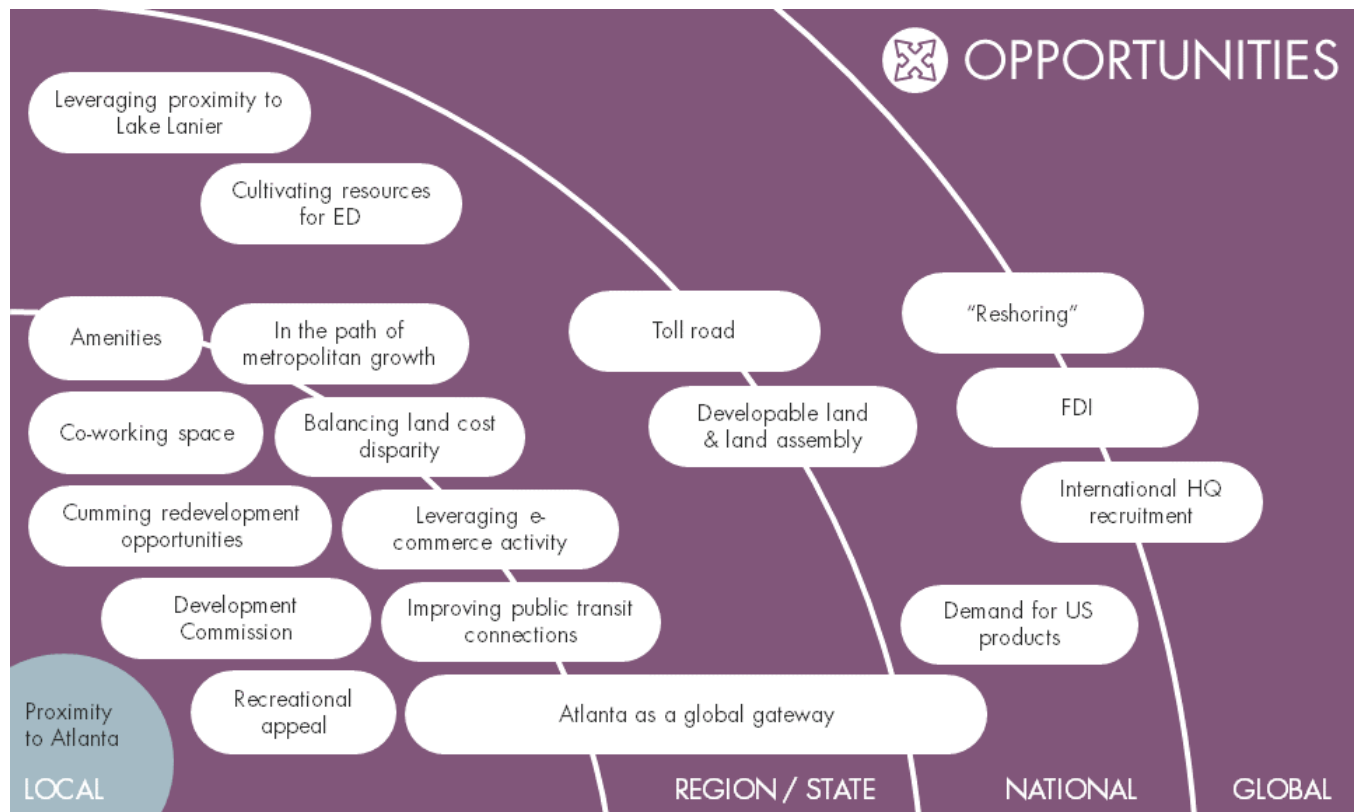 OPPORTUNITIES
Leveraging proximity to
Lake Lanier
Cultivating resources
for ED
Amenities
In the path of
metropolitan growth
Toll road
“Reshoring”
Co-working space
Balancing land cost
disparity
Developable land
& land assembly
FDI
Cumming redevelopment
opportunities
Leveraging e-
commerce activity
International HQ
recruitment
Development
Commission
Improving public transit
connections
Demand for US
products
Proximity
to Atlanta
Recreational
appeal
Atlanta as a global gateway
LOCAL
REGION / STATE
NATIONAL
GLOBAL